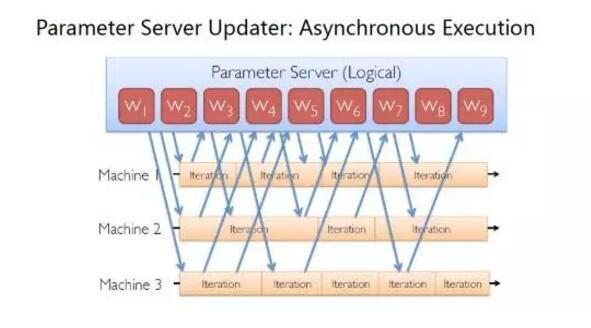 Parameter Server Updater: Asynchronous Execution
Parameter Server (Logical)
W1 W2 W3 W4 W5 W6 W7 W8 W9
Machine 1 Iteration Iteration Iteration Iteration
Machine 2 Iteration Iteration Iteration
Machine 3 Iteration Iteration Iteration Iteration Iteration